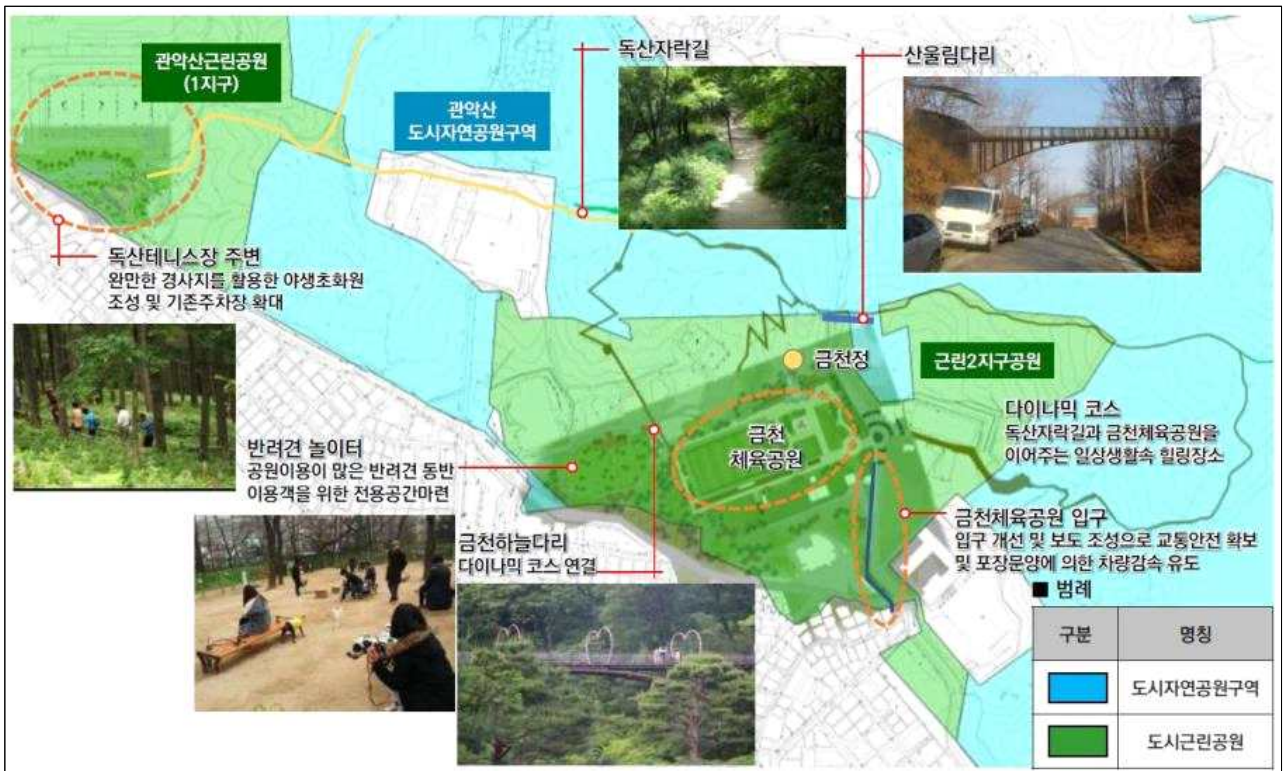 관악산근린공원
(1지구)
관악산
도시자연공원구역
독산자락길
산울림다리
독산테니스장 주변
완만한 경사지를 활용한 야생초화원
조성 및 기존주차장 확대
금천정
근린2지구공원
금천
체육공원
다이나믹 코스
독산자락길과 금천체육공원을
이어주는 일상생활속 힐링장소
반려견 놀이터
공원이용이 많은 반려견 동반
이용객을 위한 전용공간마련
금천하늘다리
다이나믹 코스 연결
금천체육공원 입구
입구 개선 및 보도 조성으로 교통안전 확보
및 포장문양에 의한 차량감속 유도
■ 범례
구분 명칭
도시자연공원구역
도시근린공원